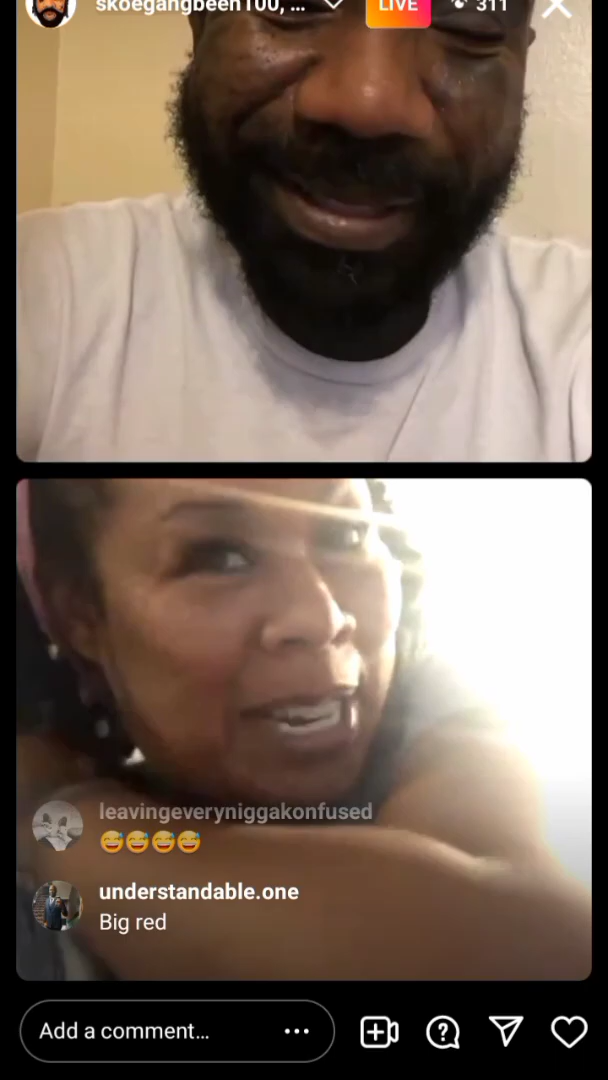 skoegangbeen100, ...
LIVE
311
leavingeveryniggakonfused
😅😅😅😅
understandable.one
Big red
Add a comment...